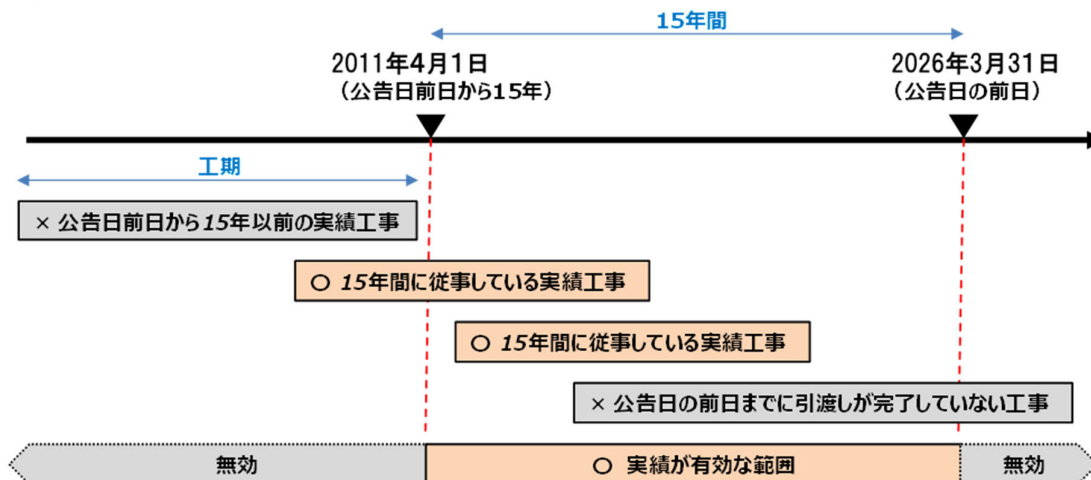 15年間
2011年4月1日
（公告日前日から15年）
2026年3月31日
（公告日の前日）
工期
× 公告日前日から15年以前の実績工事
○ 15年間に従事している実績工事
○ 15年間に従事している実績工事
× 公告日の前日までに引渡しが完了していない工事
無効
○ 実績が有効な範囲
無効